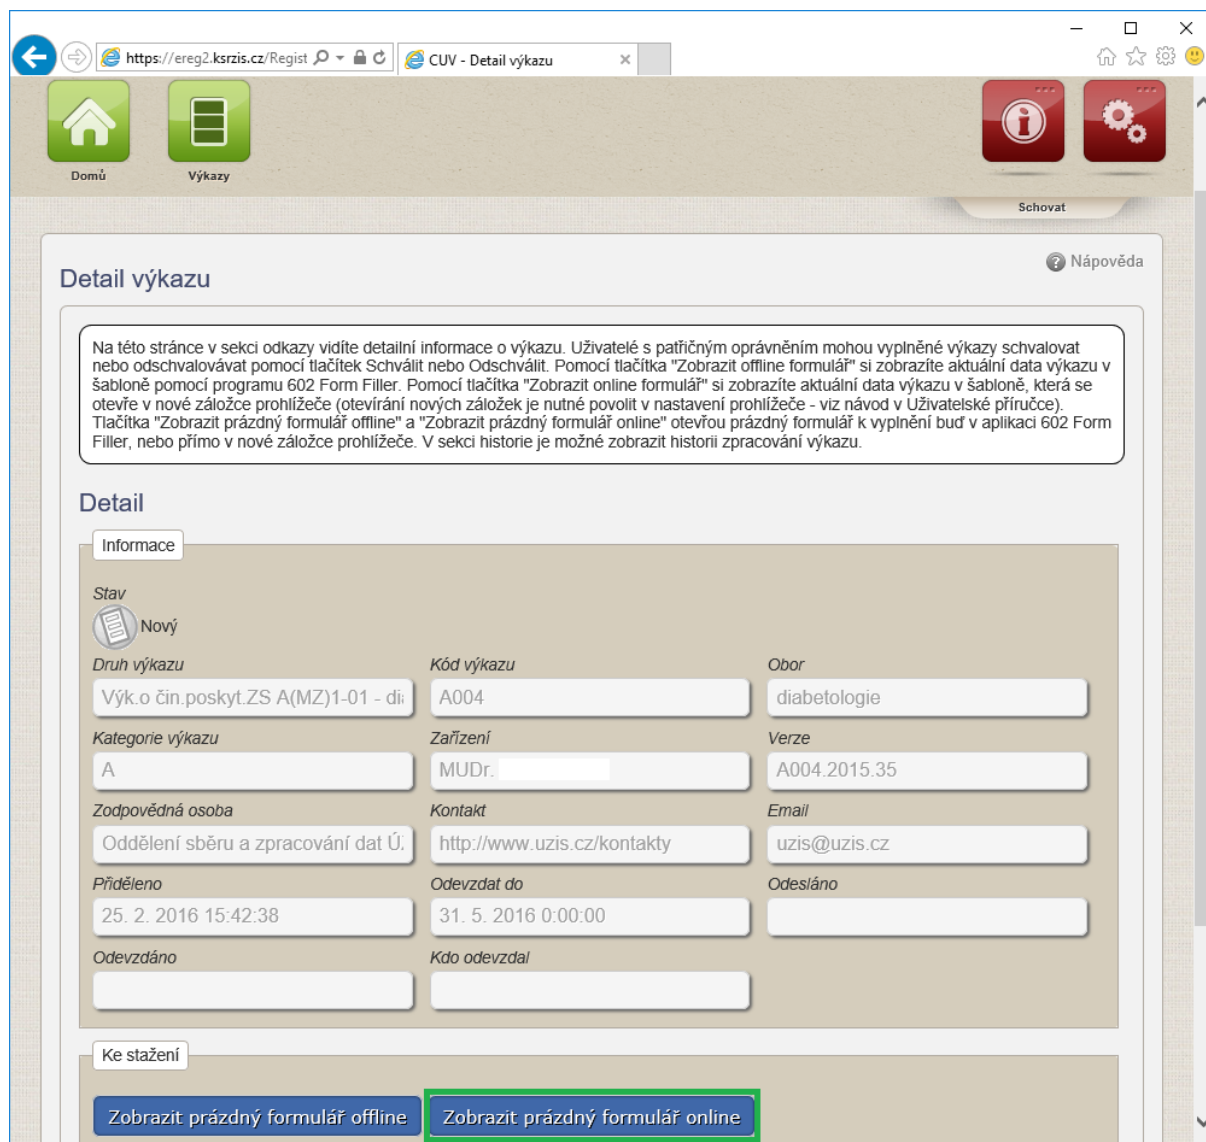 https://ereg2.ksrzis.cz/Regist
CUV - Detail výkazu
Domů
Výkazy
Schovat
Nápověda
Detail výkazu
Na této stránce v sekci odkazy vidíte detailní informace o výkazu. Uživatelé s patřičným oprávněním mohou vyplněné výkazy schvalovat
nebo odschvalovávat pomocí tlačítek Schválit nebo Odschválit. Pomocí tlačítka "Zobrazit offline formulář" si zobrazíte aktuální data výkazu v
šabloně pomocí programu 602 Form Filler. Pomocí tlačítka "Zobrazit online formulář" si zobrazíte aktuální data výkazu v šabloně, která se
otevře v nové záložce prohlížeče (otevírání nových záložek je nutné povolit v nastavení prohlížeče - viz návod v Uživatelské příručce).
Tlačítka "Zobrazit prázdný formulář offline" a "Zobrazit prázdný formulář online" otevřou prázdný formulář k vyplnění buď v aplikaci 602 Form
Filler, nebo přímo v nové záložce prohlížeče. V sekci historie je možné zobrazit historii zpracování výkazu.
Detail
Informace
Stav
Nový
Druh výkazu Kód výkazu Obor
Výk.o čin.poskyt.ZS A(MZ)1-01 - dia A004 diabetologie
Kategorie výkazu Zařízení Verze
A MUDr. A004.2015.35
Zodpovědná osoba Kontakt Email
Oddělení sběru a zpracování dat ÚZ http://www.uzis.cz/kontakty uzis@uzis.cz
Přiděleno Odevzdat do Odesláno
25. 2. 2016 15:42:38 31. 5. 2016 0:00:00
Odevzdáno Kdo odevzdal
Ke stažení
Zobrazit prázdný formulář offline Zobrazit prázdný formulář online